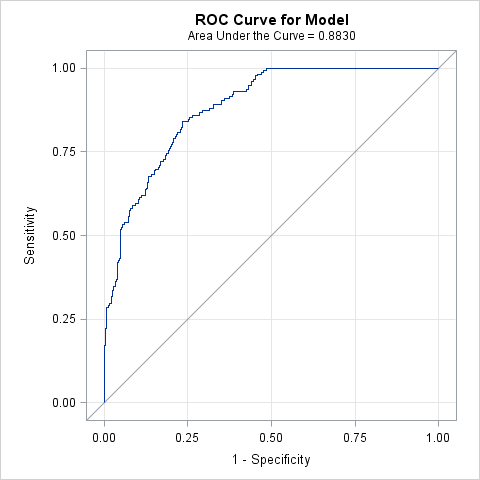 ROC Curve for Model
Area Under the Curve = 0.8830
1.00
0.75
0.50
0.25
0.00
Sensitivity
0.00 0.25 0.50 0.75 1.00
1 - Specificity